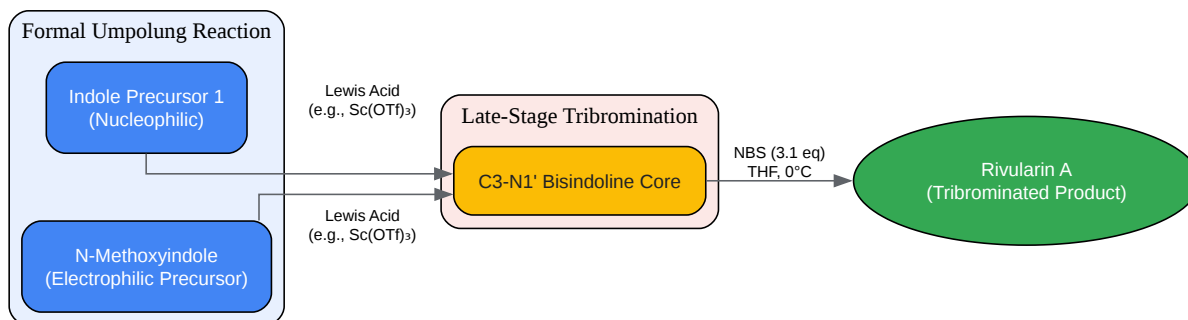 Formal Umpolung Reaction
Indole Precursor 1
(Nucleophilic)
N-Methoxyindole
(Electrophilic Precursor)
Lewis Acid
(e.g., Sc(OTf)₃)
Lewis Acid
(e.g., Sc(OTf)₃)
Late-Stage Tribromination
C3-N1' Bisindoline Core
NBS (3.1 eq)
THF, 0°C
Rivularin A
(Tribrominated Product)